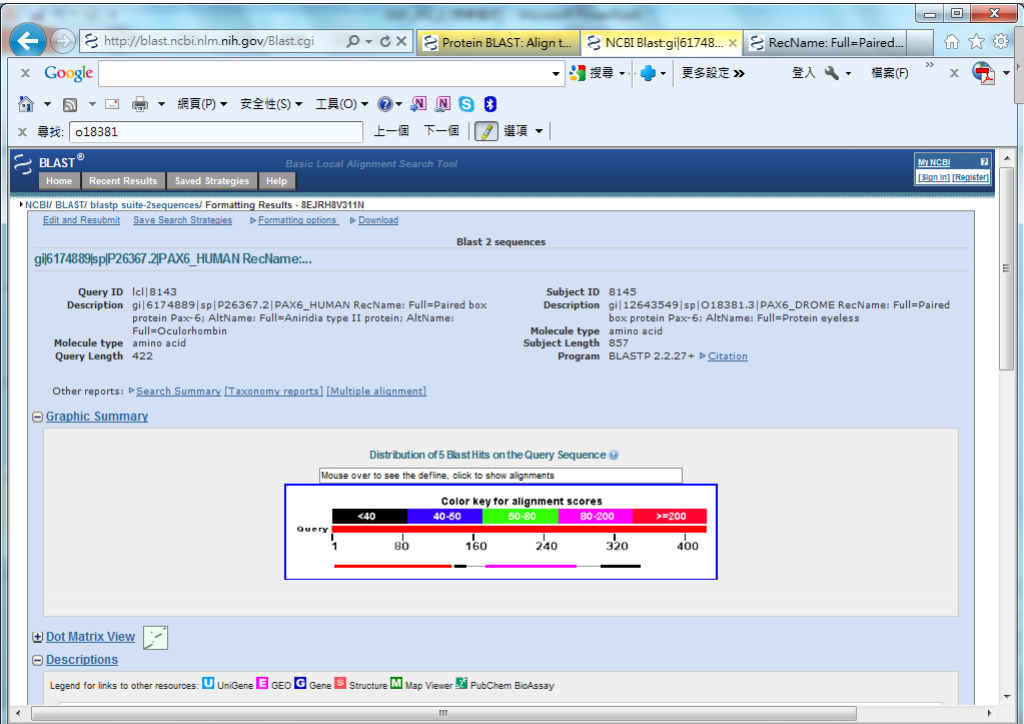 http://blast.ncbi.nlm.nih.gov/Blast.cgi
Protein BLAST: Align t...
NCBI Blast:gi|61748...
RecName: Full=Paired...
x Google
搜尋
更多設定 »
登入
檔案(F)
»
x
網頁(P)
安全性(S)
工具(O)
x 尋找: o18381
上一個 下一個
選項
BLAST®
Basic Local Alignment Search Tool
My NCBI ?
[Sign In] [Register]
Home Recent Results Saved Strategies Help
NCBI/ BLAST/ blastp suite-2sequences/ Formatting Results - 8EJRH8V311N
Edit and Resubmit Save Search Strategies Formatting options Download
Blast 2 sequences
gi|6174889|sp|P26367.2|PAX6_HUMAN RecName:...
Query ID lcl|8143
Description gi|6174889|sp|P26367.2|PAX6_HUMAN RecName: Full=Paired box
protein Pax-6; AltName: Full=Aniridia type II protein; AltName:
Full=Oculorhombin
Molecule type amino acid
Query Length 422
Subject ID 8145
Description gi|12643549|sp|O18381.3|PAX6_DROME RecName: Full=Paired
box protein Pax-6; AltName: Full=Protein eyeless
Molecule type amino acid
Subject Length 857
Program BLASTP 2.2.27+ Citation
Other reports: Search Summary [Taxonomy reports] [Multiple alignment]
Graphic Summary
Distribution of 5 Blast Hits on the Query Sequence
Mouse over to see the defline, click to show alignments
Color key for alignment scores
<40 40-50 50-80 80-200 >=200
Query
1 80 160 240 320 400
Dot Matrix View
Descriptions
Legend for links to other resources: U UniGene E GEO G Gene S Structure M Map Viewer PubChem BioAssay